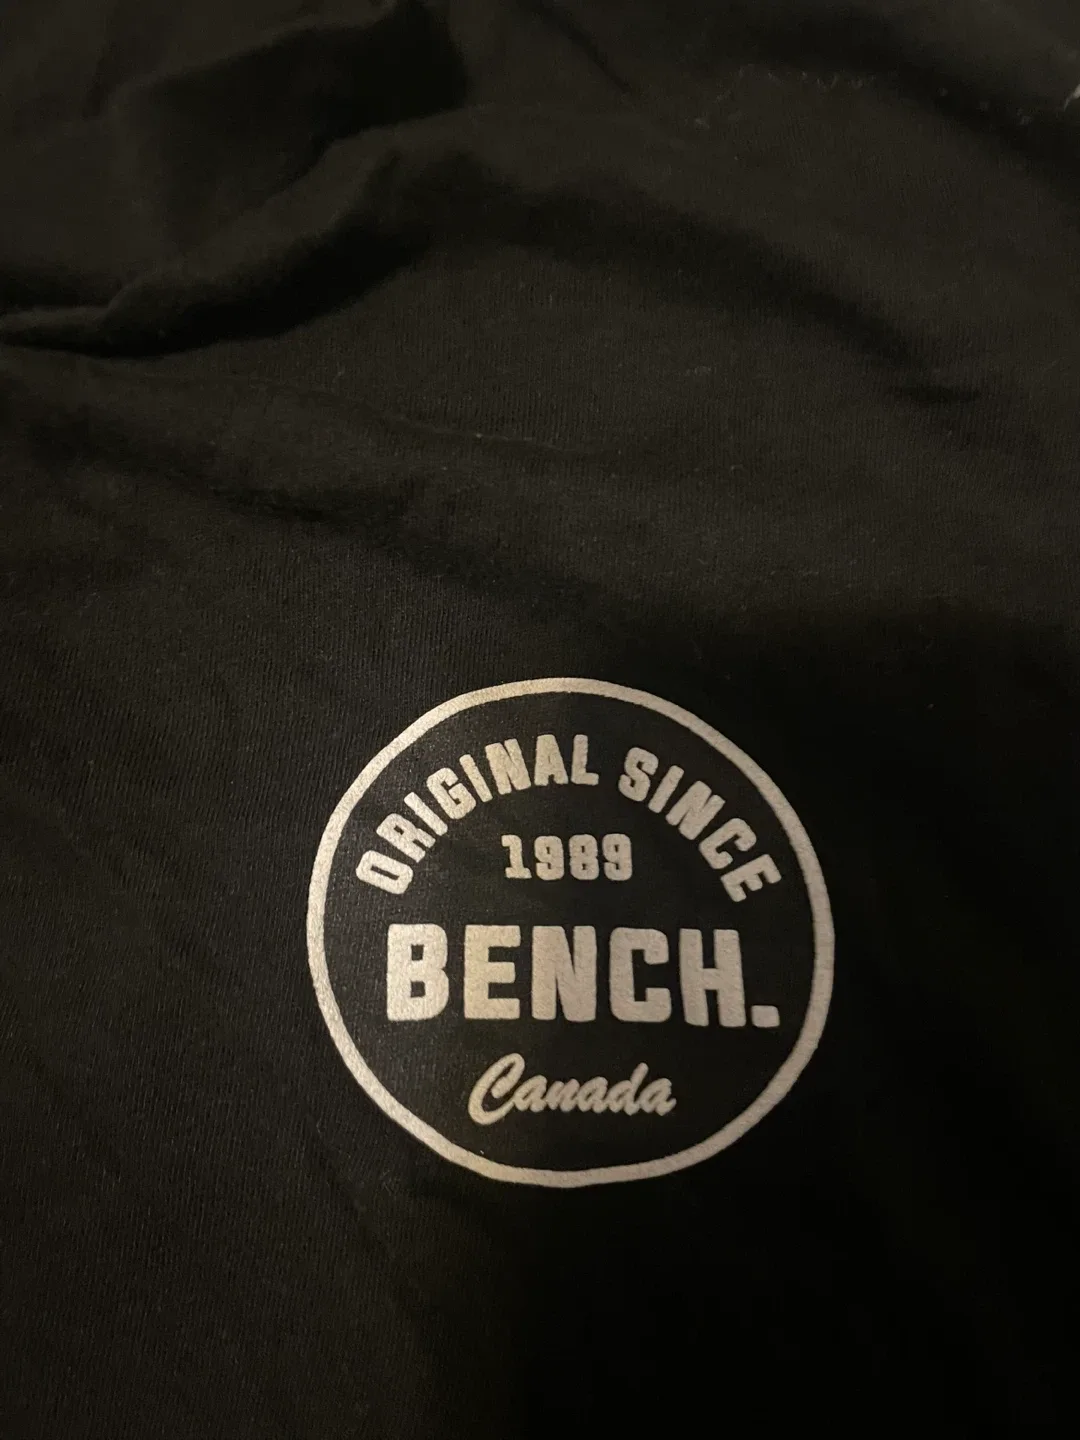 ORIGINAL SINCE
1989
BENCH.
Canada